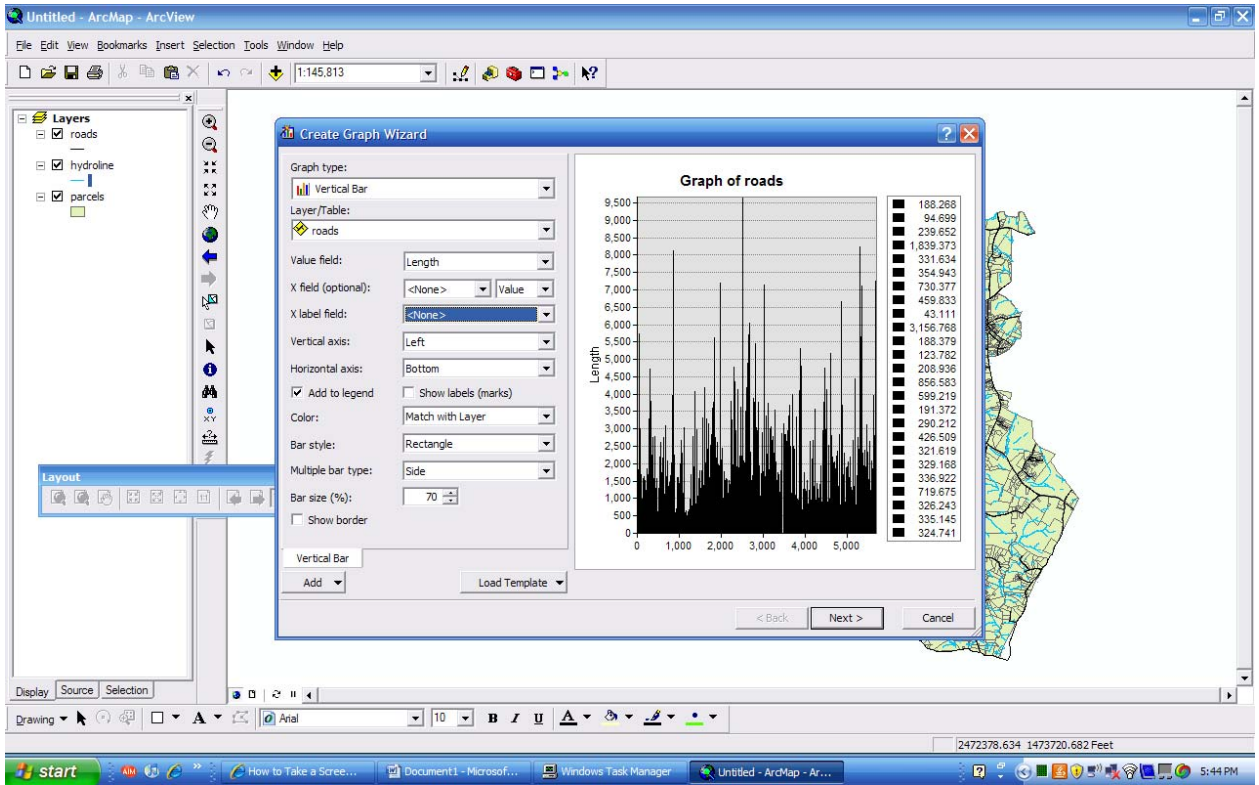 Untitled - ArcMap - ArcView
File Edit View Bookmarks Insert Selection Tools Window Help
1:145,813
Layers
roads
hydroline
parcels
Layout
Create Graph Wizard
Graph type:
Vertical Bar
Layer/Table:
roads
Value field: Length
X field (optional): <None> Value
X label field: <None>
Vertical axis: Left
Horizontal axis: Bottom
Add to legend Show labels (marks)
Color: Match with Layer
Bar style: Rectangle
Multiple bar type: Side
Bar size (%): 70
Show border
Vertical Bar
Add Load Template
Graph of roads
9,500
9,000
8,500
8,000
7,500
7,000
6,500
6,000
5,500
5,000
4,500
4,000
3,500
3,000
2,500
2,000
1,500
1,000
500
0
Length
0 1,000 2,000 3,000 4,000 5,000
188.268
94.699
239.652
1,839.373
331.634
354.943
730.377
459.833
43.111
3,156.768
188.379
123.782
208.936
856.583
599.219
191.372
290.212
426.509
321.619
329.168
336.922
719.675
326.243
335.145
324.741
< Back Next > Cancel
Display Source Selection
Drawing A Arial 10 B I U A
2472378.634 1473720.682 Feet
start AIM How to Take a Scree... Document1 - Microsof... Windows Task Manager Untitled - ArcMap - Ar... 5:44 PM